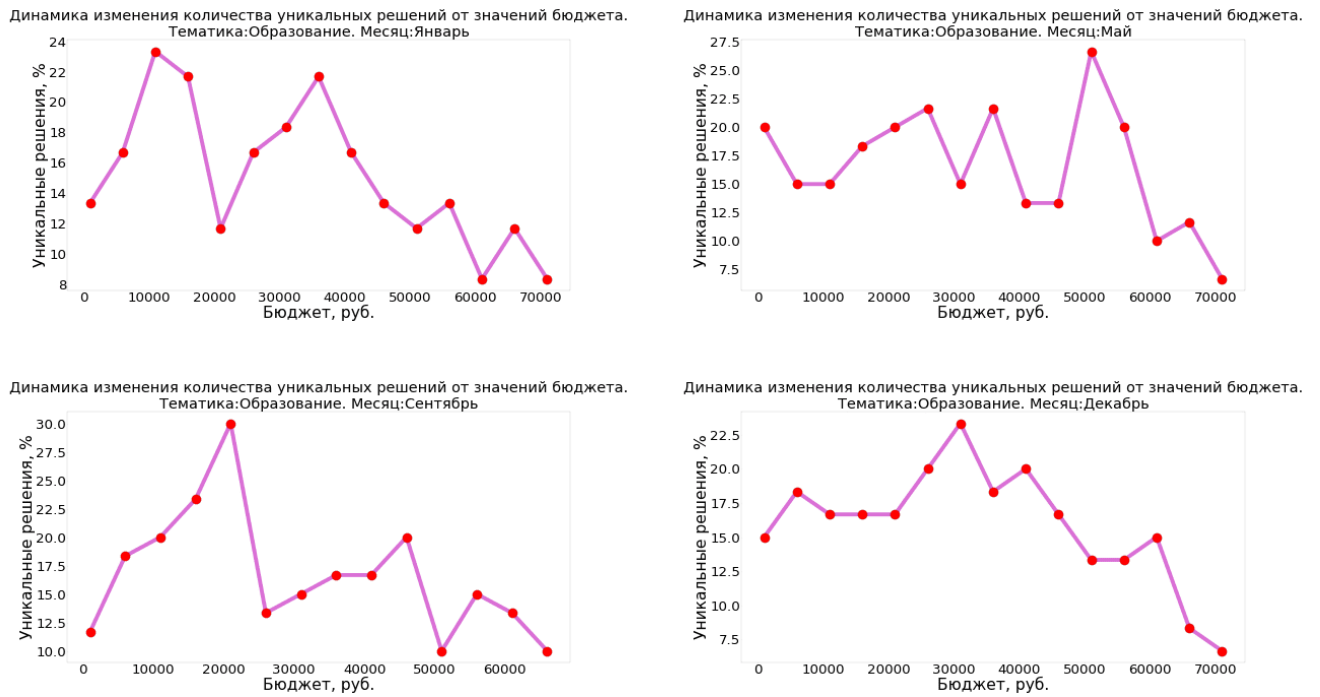 Динамика изменения количества уникальных решений от значений бюджета.
Тематика:Образование. Месяц:Январь
Уникальные решения, %
24
22
20
18
16
14
12
10
8
0 10000 20000 30000 40000 50000 60000 70000
Бюджет, руб.
Динамика изменения количества уникальных решений от значений бюджета.
Тематика:Образование. Месяц:Май
Уникальные решения, %
27.5
25.0
22.5
20.0
17.5
15.0
12.5
10.0
7.5
0 10000 20000 30000 40000 50000 60000 70000
Бюджет, руб.
Динамика изменения количества уникальных решений от значений бюджета.
Тематика:Образование. Месяц:Сентябрь
Уникальные решения, %
30.0
27.5
25.0
22.5
20.0
17.5
15.0
12.5
10.0
0 10000 20000 30000 40000 50000 60000
Бюджет, руб.
Динамика изменения количества уникальных решений от значений бюджета.
Тематика:Образование. Месяц:Декабрь
Уникальные решения, %
22.5
20.0
17.5
15.0
12.5
10.0
7.5
0 10000 20000 30000 40000 50000 60000 70000
Бюджет, руб.